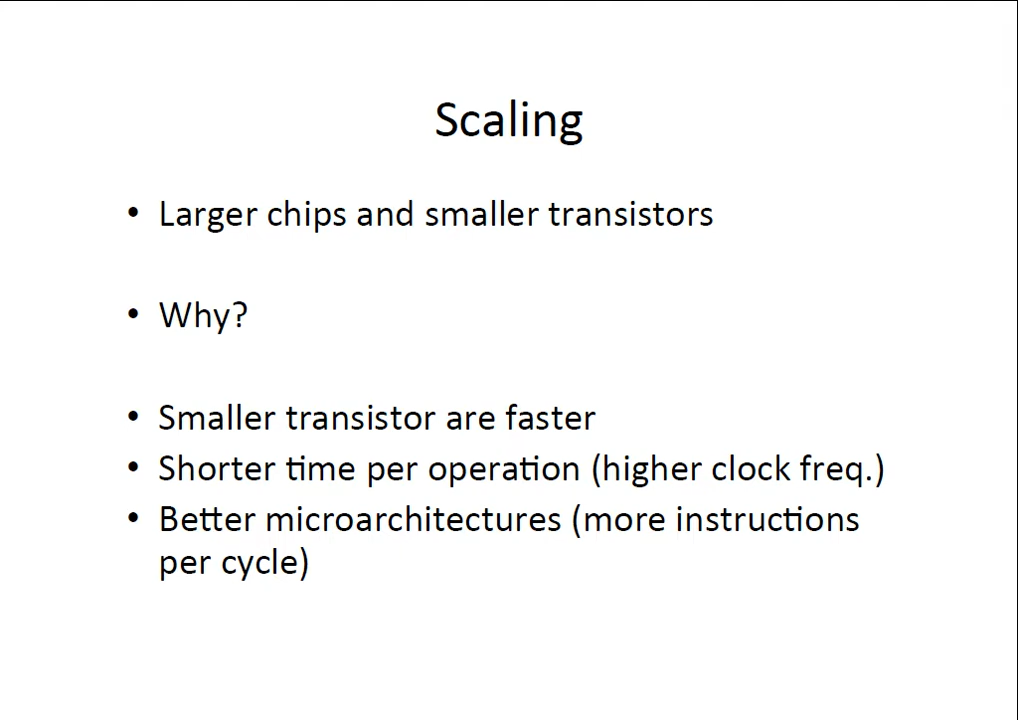 Scaling
• Larger chips and smaller transistors
• Why?
• Smaller transistor are faster
• Shorter time per operation (higher clock freq.)
• Better microarchitectures (more instructions
per cycle)